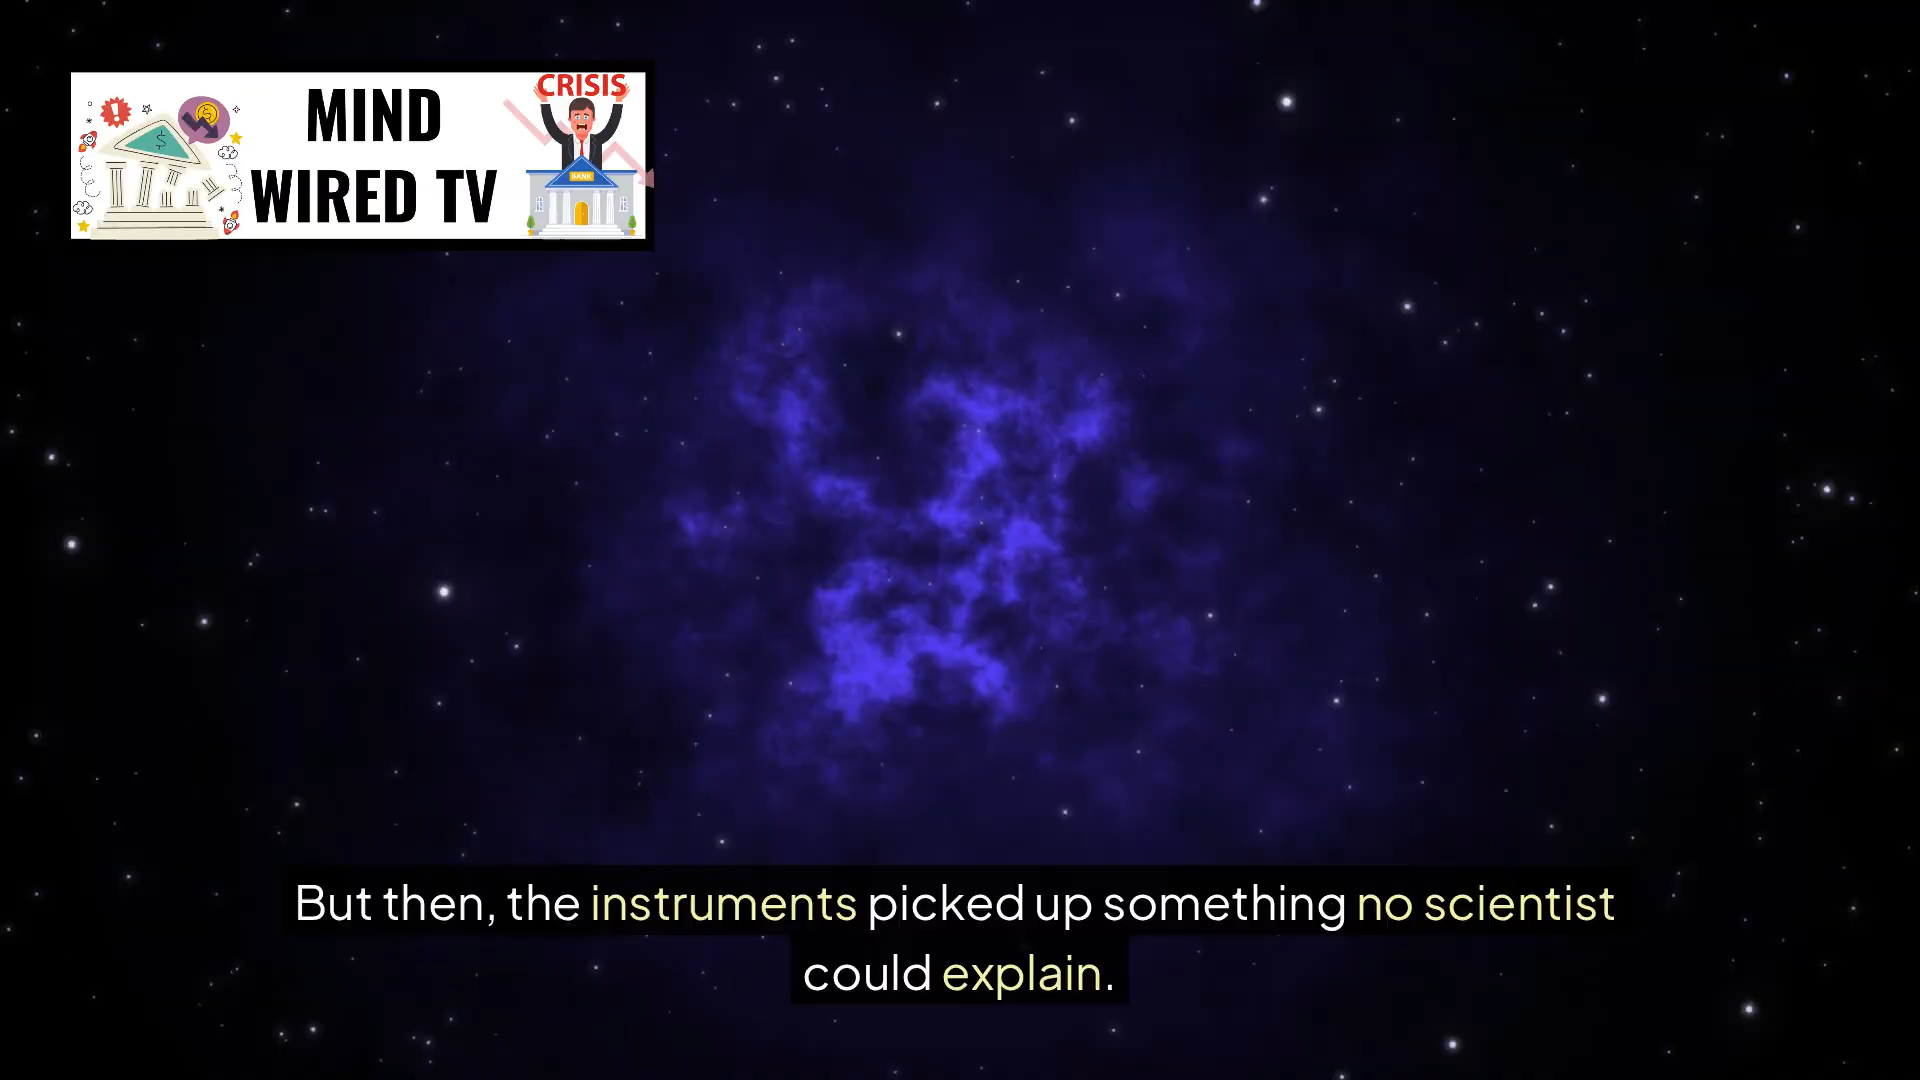 CRISIS
MIND
WIRED TV
BANK
But then, the instruments picked up something no scientist
could explain.